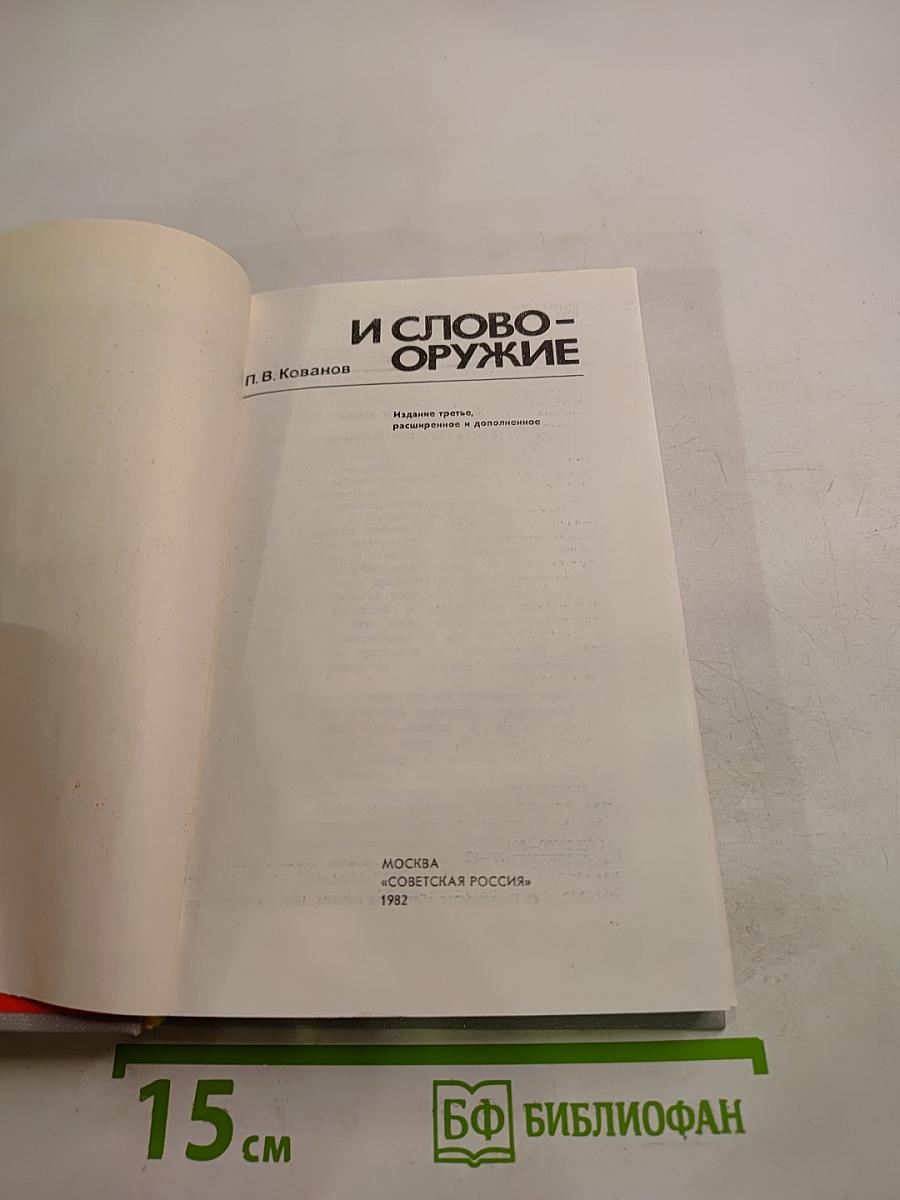 И СЛОВО-
ОРУЖИЕ
П. В. Кованов
Издание третье,
расширенное и дополненное
МОСКВА
«СОВЕТСКАЯ РОССИЯ»
1982
15 см
БФ БИБЛИОФАН